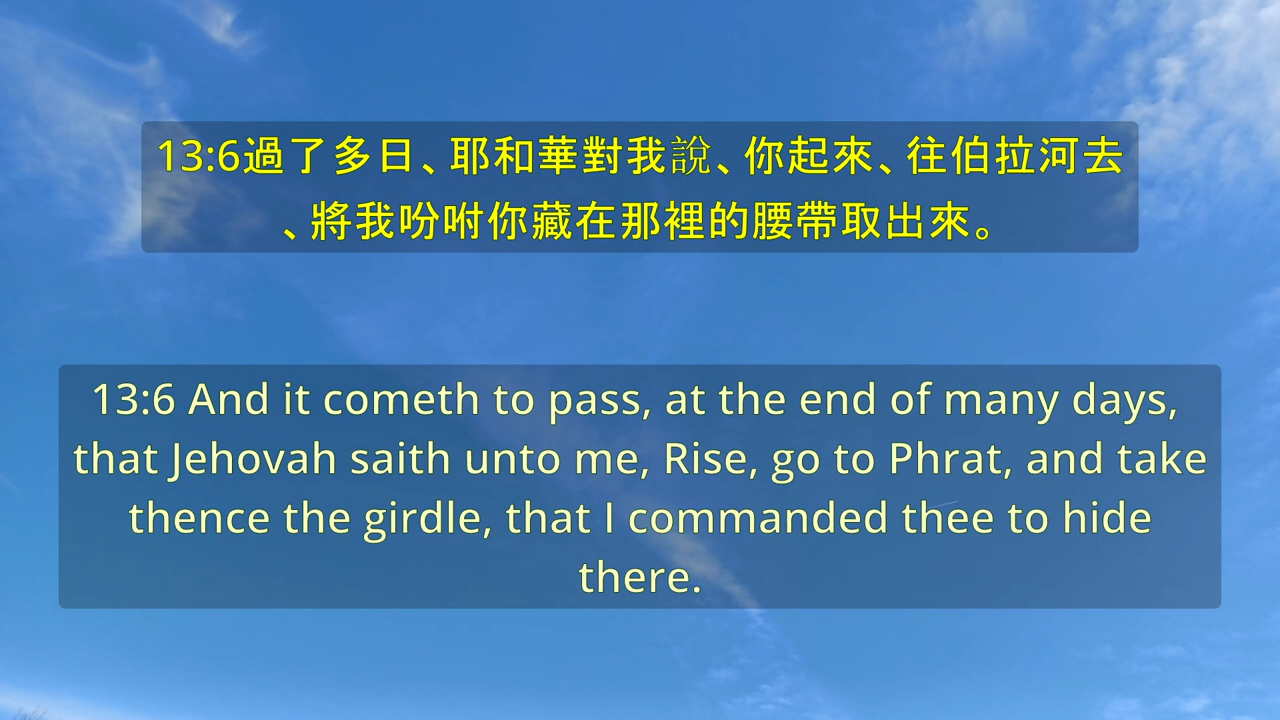 13:6過了多日、耶和華對我說、你起來、往伯拉河去
、將我吩咐你藏在那裡的腰帶取出來。
13:6 And it cometh to pass, at the end of many days,
that Jehovah saith unto me, Rise, go to Phrat, and take
thence the girdle, that I commanded thee to hide
there.